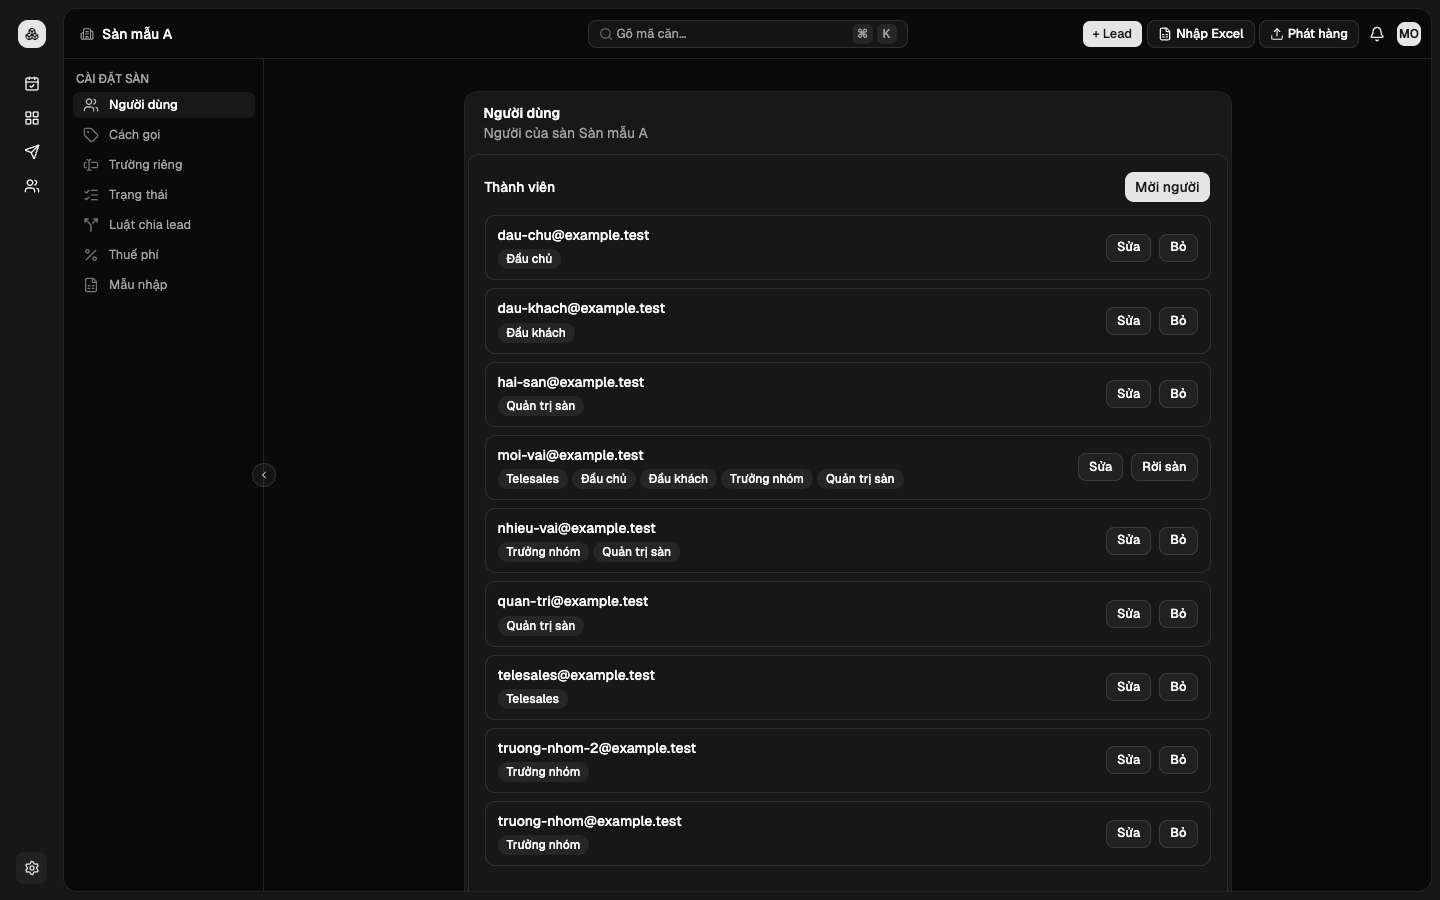 Sàn mẫu A
Gõ mã căn...
⌘ K
+ Lead
Nhập Excel
Phát hàng
MO
CÀI ĐẶT SÀN
Người dùng
Cách gọi
Trường riêng
Trạng thái
Luật chia lead
Thuế phí
Mẫu nhập
Người dùng
Người của sàn Sàn mẫu A
Thành viên
Mời người
dau-chu@example.test
Đầu chủ
Sửa
Bỏ
dau-khach@example.test
Đầu khách
Sửa
Bỏ
hai-san@example.test
Quản trị sàn
Sửa
Bỏ
moi-vai@example.test
Telesales Đầu chủ Đầu khách Trưởng nhóm Quản trị sàn
Sửa
Rời sàn
nhieu-vai@example.test
Trưởng nhóm Quản trị sàn
Sửa
Bỏ
quan-tri@example.test
Quản trị sàn
Sửa
Bỏ
telesales@example.test
Telesales
Sửa
Bỏ
truong-nhom-2@example.test
Trưởng nhóm
Sửa
Bỏ
truong-nhom@example.test
Trưởng nhóm
Sửa
Bỏ